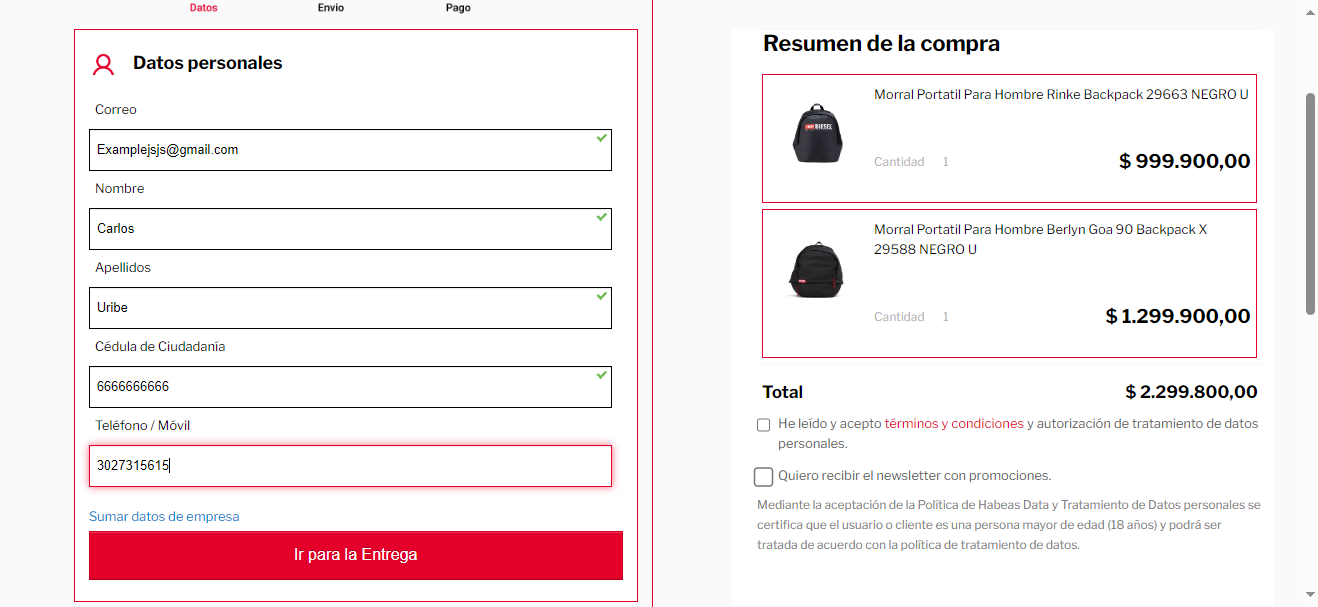 Datos
Envio
Pago
Datos personales
Correo
Examplejsjs@gmail.com
Nombre
Carlos
Apellidos
Uribe
Cédula de Ciudadanía
6666666666
Teléfono / Móvil
3027315615
Sumar datos de empresa
Ir para la Entrega
Resumen de la compra
Morral Portatil Para Hombre Rinke Backpack 29663 NEGRO U
DIESEL
Cantidad 1
$ 999.900,00
Morral Portatil Para Hombre Berlyn Goa 90 Backpack X
29588 NEGRO U
Cantidad 1
$ 1.299.900,00
Total
$ 2.299.800,00
He leído y acepto términos y condiciones y autorización de tratamiento de datos
personales.
Quiero recibir el newsletter con promociones.
Mediante la aceptación de la Política de Habeas Data y Tratamiento de Datos personales se
certifica que el usuario o cliente es una persona mayor de edad (18 años) y podrá ser
tratada de acuerdo con la política de tratamiento de datos.